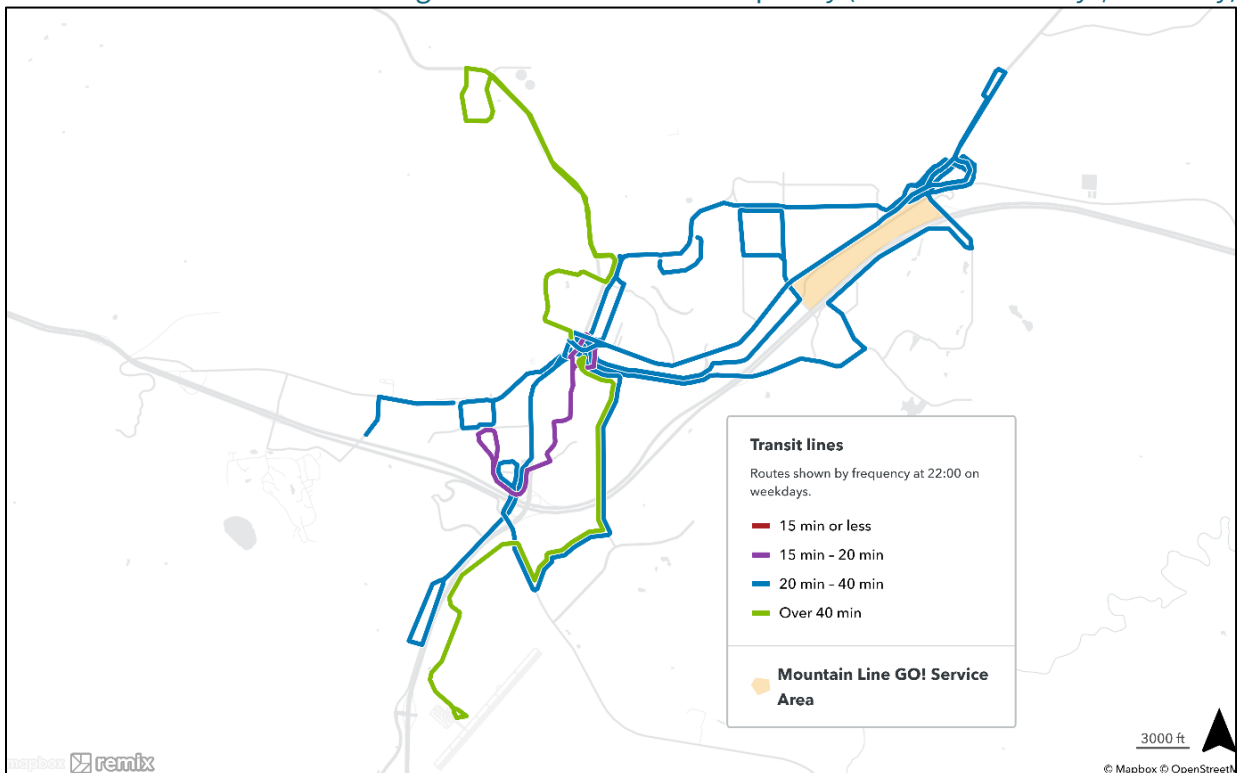 Transit lines
Routes shown by frequency at 22:00 on
weekdays.
15 min or less
15 min – 20 min
20 min – 40 min
Over 40 min
Mountain Line GO! Service
Area
3000 ft
mapbox remix
© Mapbox © OpenStreetM